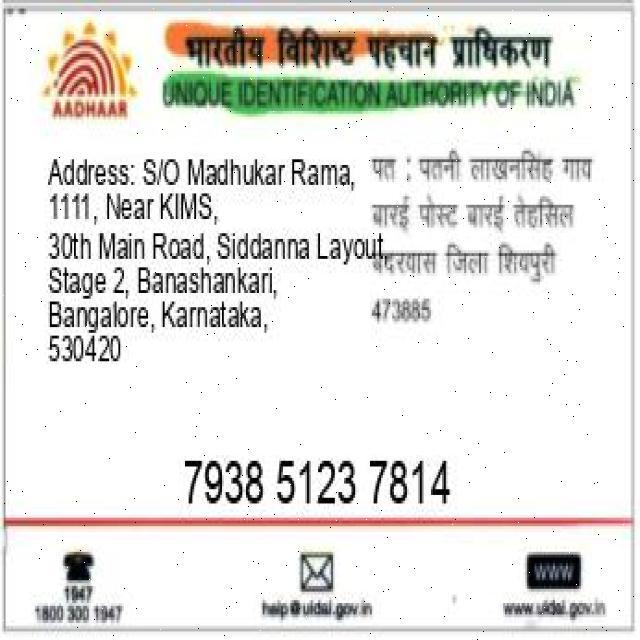 भारतीय विशिष्ट पहचान प्राधिकरण
UNIQUE IDENTIFICATION AUTHORITY OF INDIA
AADHAAR
Address: S/O Madhukar Rama,
1111, Near KIMS,
30th Main Road, Siddanna Layout,
Stage 2, Banashankari,
Bangalore, Karnataka,
530420
पत : पतनी लाखनसिंह गाय
बारई पोस्ट बारई तेहसिल
बदरवास जिला शिवपुरी
473885
7938 5123 7814
1947
1800 300 1947
help@uidai.gov.in
www
www.uidai.gov.in